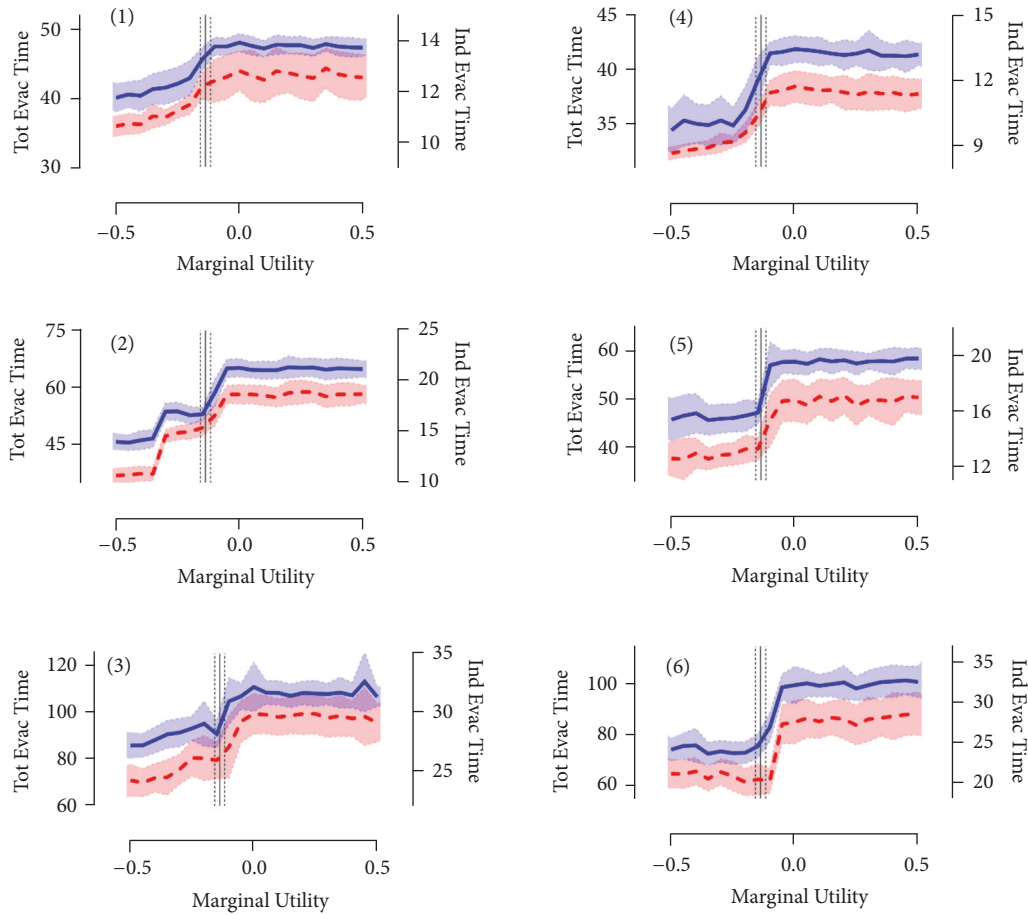 (1)
50
40
30
Tot Evac Time
14
12
10
Ind Evac Time
−0.5 0.0 0.5
Marginal Utility
(4)
45
40
35
Tot Evac Time
15
12
9
Ind Evac Time
−0.5 0.0 0.5
Marginal Utility
(2)
75
60
45
Tot Evac Time
25
20
15
10
Ind Evac Time
−0.5 0.0 0.5
Marginal Utility
(5)
60
50
40
Tot Evac Time
20
16
12
Ind Evac Time
−0.5 0.0 0.5
Marginal Utility
(3)
120
100
80
60
Tot Evac Time
35
30
25
Ind Evac Time
−0.5 0.0 0.5
Marginal Utility
(6)
100
80
60
Tot Evac Time
35
30
25
20
Ind Evac Time
−0.5 0.0 0.5
Marginal Utility